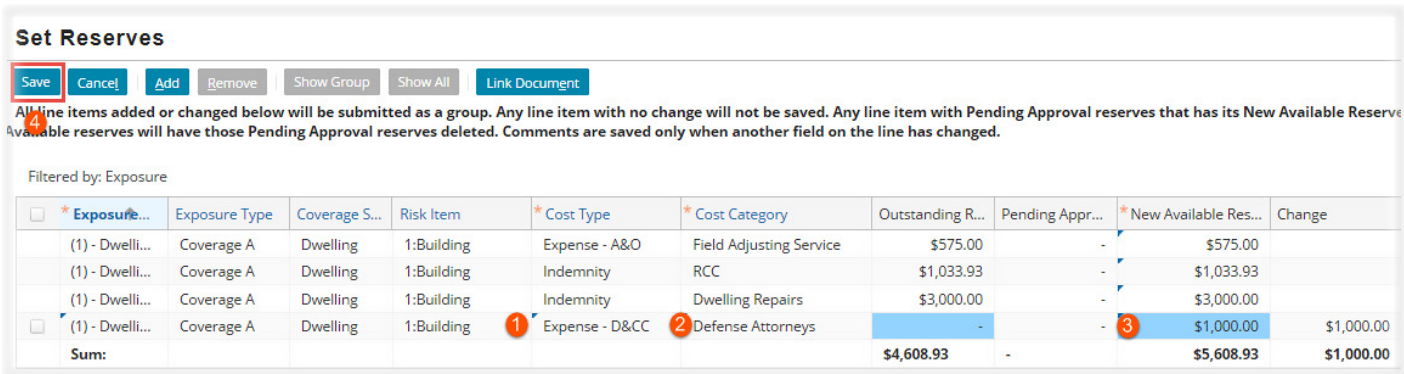 Set Reserves
Save Cancel Add Remove Show Group Show All Link Document
4
All line items added or changed below will be submitted as a group. Any line item with no change will not be saved. Any line item with Pending Approval reserves that has its New Available Reserve
Available reserves will have those Pending Approval reserves deleted. Comments are saved only when another field on the line has changed.
Filtered by: Exposure
* Exposure... Exposure Type Coverage S... Risk Item * Cost Type * Cost Category Outstanding R... Pending Appr... * New Available Res... Change
(1) - Dwelli... Coverage A Dwelling 1:Building Expense - A&O Field Adjusting Service $575.00 - $575.00
(1) - Dwelli... Coverage A Dwelling 1:Building Indemnity RCC $1,033.93 - $1,033.93
(1) - Dwelli... Coverage A Dwelling 1:Building Indemnity Dwelling Repairs $3,000.00 - $3,000.00
(1) - Dwelli... Coverage A Dwelling 1:Building 1 Expense - D&CC 2 Defense Attorneys - - 3 $1,000.00 $1,000.00
Sum: $4,608.93 - $5,608.93 $1,000.00